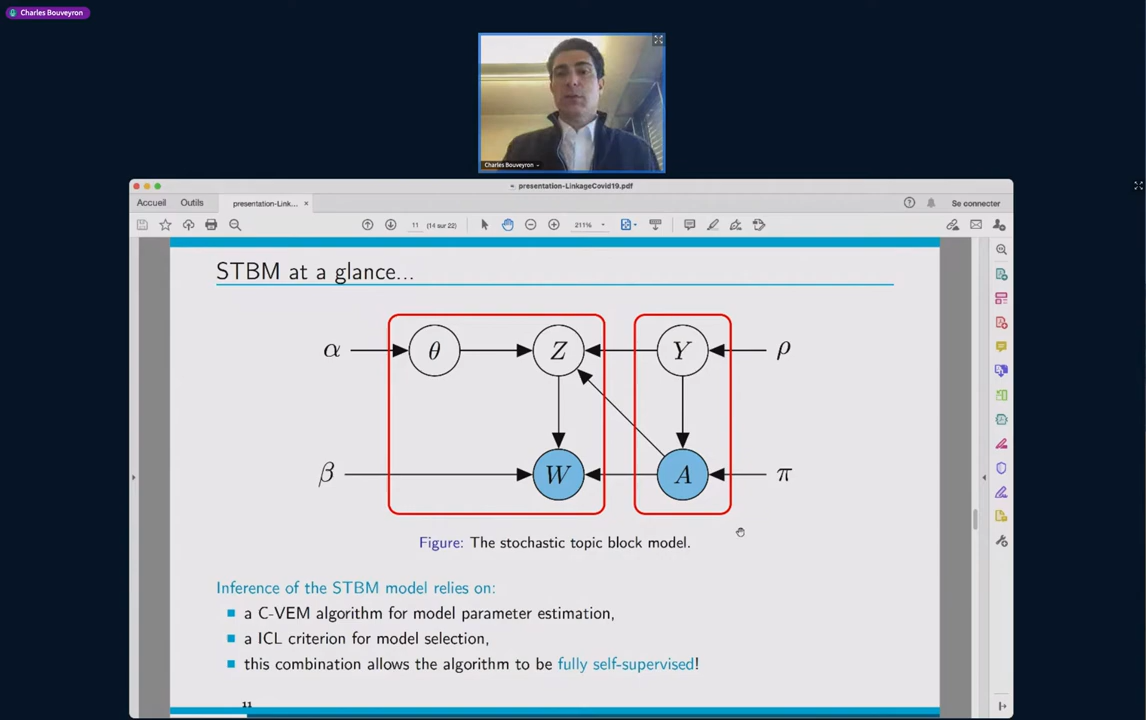 Charles Bouveyron
Charles Bouveyron
presentation-LinkageCovid19.pdf
Accueil
Outils
presentation-Link...
Se connecter
11
(14 sur 22)
211%
STBM at a glance...
α
θ
Z
Y
ρ
β
W
A
π
Figure: The stochastic topic block model.
Inference of the STBM model relies on:
a C-VEM algorithm for model parameter estimation,
a ICL criterion for model selection,
this combination allows the algorithm to be fully self-supervised!
11